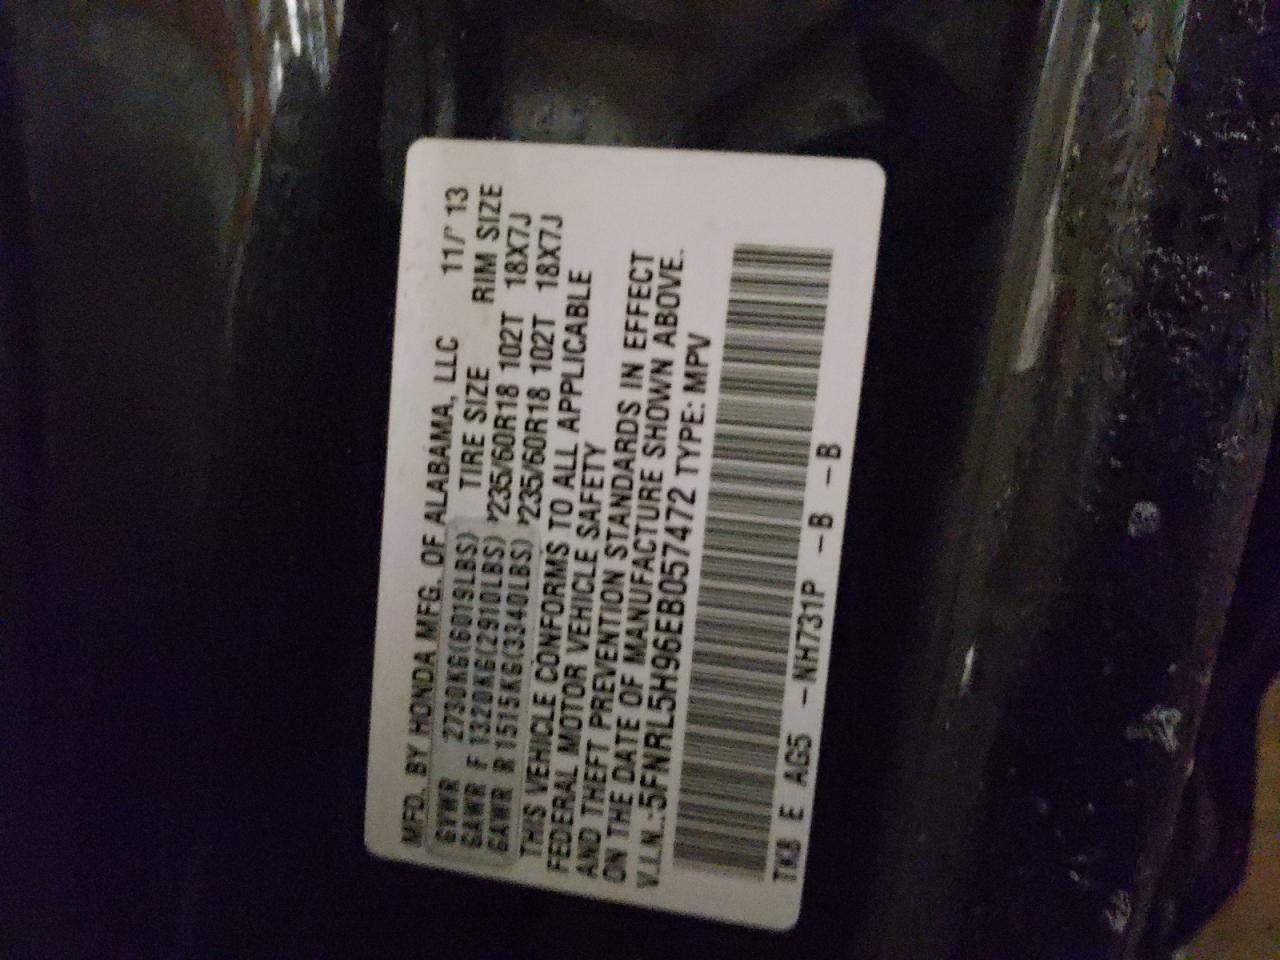 MFD. BY HONDA MFG. OF ALABAMA, LLC 11/13
TIRE SIZE RIM SIZE
GVWR 2730KG(6019LBS)
GAWR F 1320KG(2910LBS) P235/60R18 102T 18X7J
GAWR R 1515KG(3340LBS) P235/60R18 102T 18X7J
THIS VEHICLE CONFORMS TO ALL APPLICABLE
FEDERAL MOTOR VEHICLE SAFETY
AND THEFT PREVENTION STANDARDS IN EFFECT
ON THE DATE OF MANUFACTURE SHOWN ABOVE.
V.I.N.:5FNRL5H96EB057472 TYPE: MPV
TK8 E AG5 -NH731P -B -B